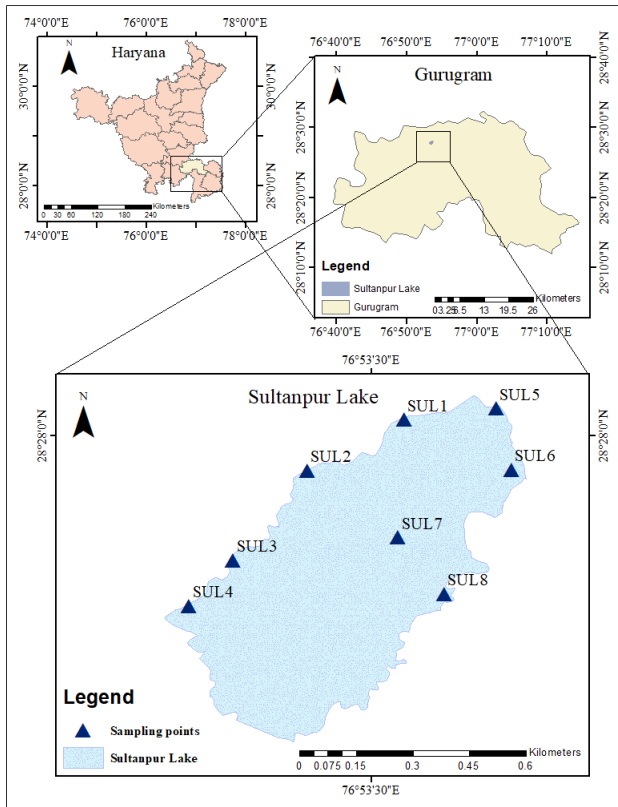 74°0'0"E 76°0'0"E 78°0'0"E
N
Haryana
30°0'0"N
28°0'0"N
30°0'0"N
28°0'0"N
Kilometers
0 30 60 120 180 240
74°0'0"E 76°0'0"E 78°0'0"E
76°40'0"E 76°50'0"E 77°0'0"E 77°10'0"E
N
Gurugram
28°40'0"N
28°30'0"N
28°20'0"N
28°10'0"N
28°40'0"N
28°30'0"N
28°20'0"N
28°10'0"N
Legend
Sultanpur Lake
Gurugram
Kilometers
0 3.25 6.5 13 19.5 26
76°40'0"E 76°50'0"E 77°0'0"E 77°10'0"E
76°53'30"E
N
Sultanpur Lake
28°28'0"N
28°28'0"N
SUL5
SUL1
SUL2
SUL6
SUL7
SUL3
SUL8
SUL4
Legend
Sampling points
Sultanpur Lake
Kilometers
0 0.075 0.15 0.3 0.45 0.6
76°53'30"E